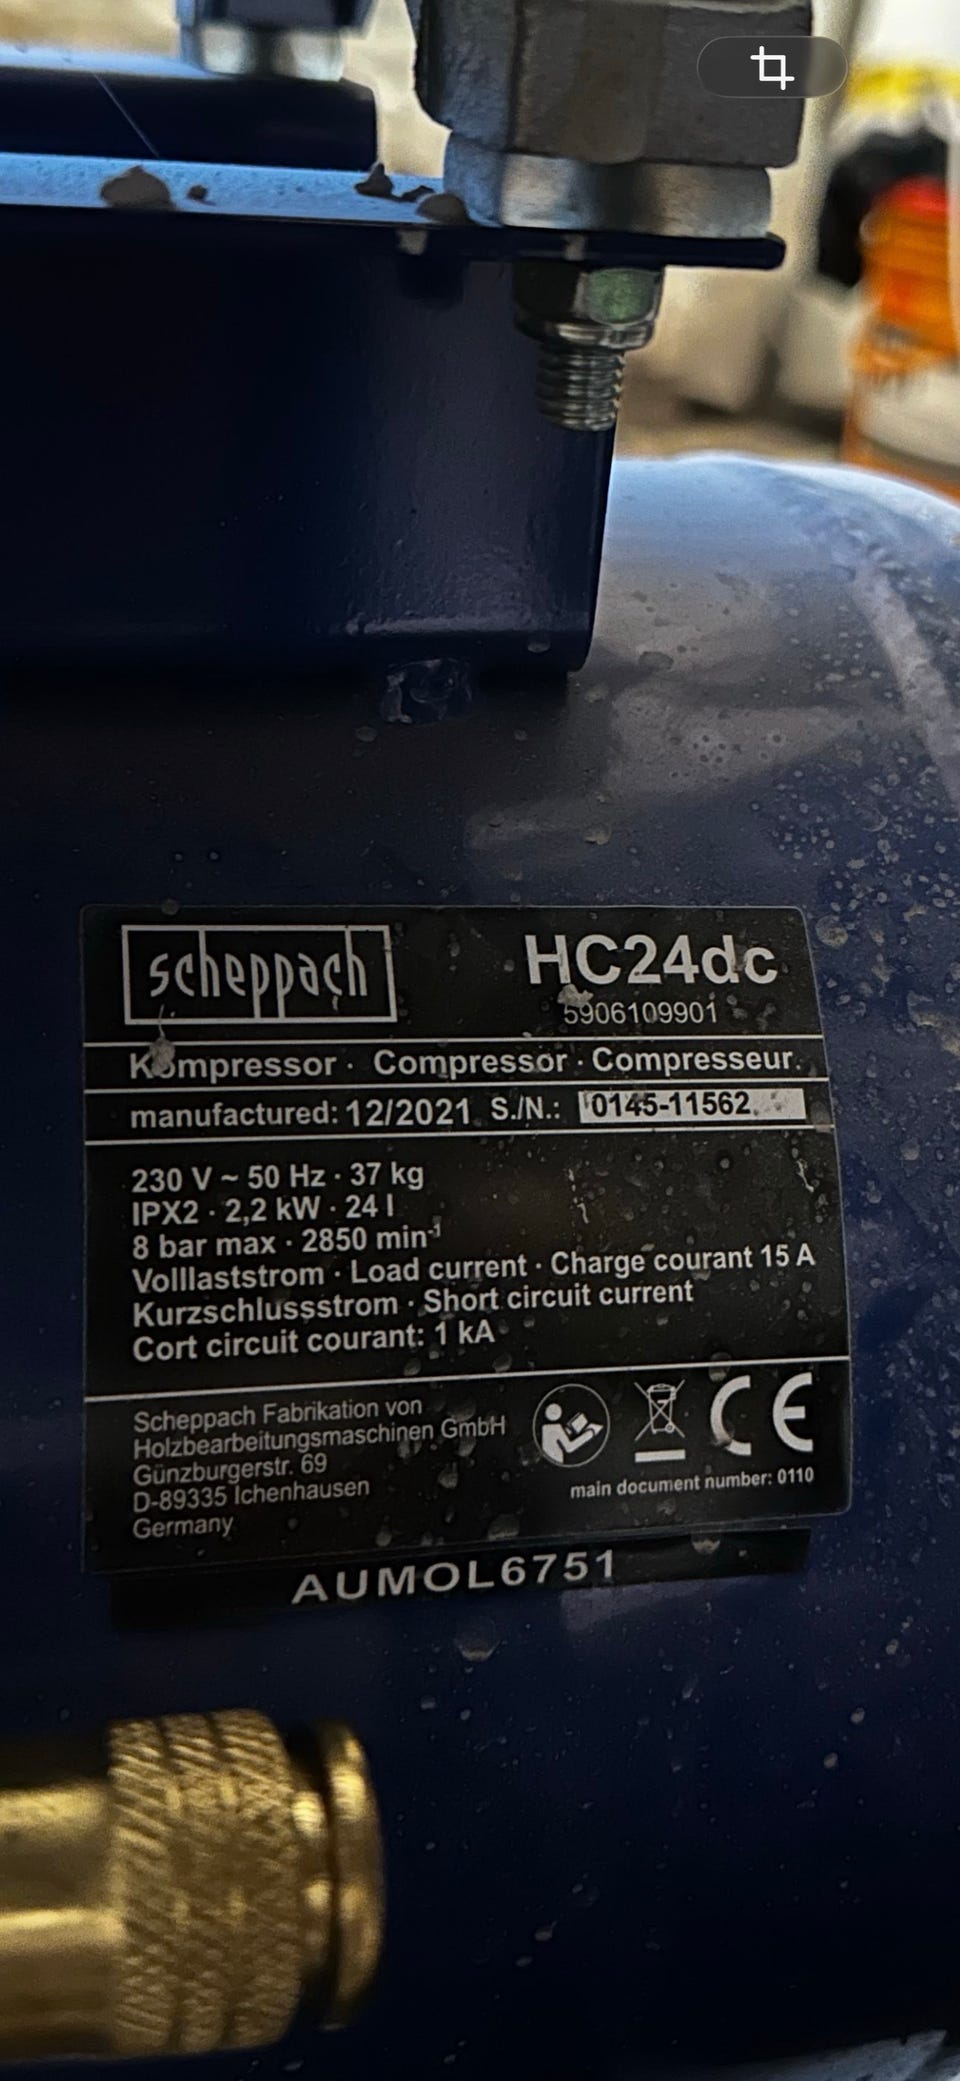 scheppach
HC24dc
5906109901
Kompressor · Compressor · Compresseur
manufactured: 12/2021 S./N.: 0145-11562
230 V ~ 50 Hz · 37 kg
IPX2 · 2,2 kW · 24 l
8 bar max · 2850 min⁻¹
Volllaststrom · Load current · Charge courant 15 A
Kurzschlussstrom · Short circuit current
Cort circuit courant: 1 kA
Scheppach Fabrikation von
Holzbearbeitungsmaschinen GmbH
Günzburgerstr. 69
D-89335 Ichenhausen
Germany
CE
main document number: 0110
AUMOL6751